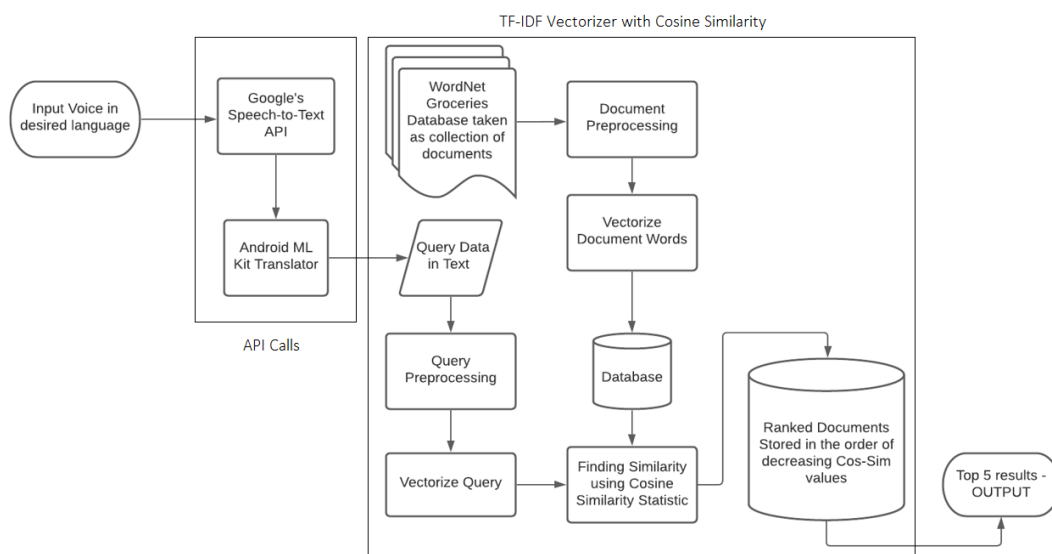 TF-IDF Vectorizer with Cosine Similarity
Input Voice in
desired language
Google's
Speech-to-Text
API
WordNet
Groceries
Database taken
as collection of
documents
Document
Preprocessing
Android ML
Kit Translator
Query Data
in Text
Vectorize
Document Words
API Calls
Query
Preprocessing
Database
Ranked Documents
Stored in the order of
decreasing Cos-Sim
values
Vectorize Query
Finding Similarity
using Cosine
Similarity Statistic
Top 5 results -
OUTPUT